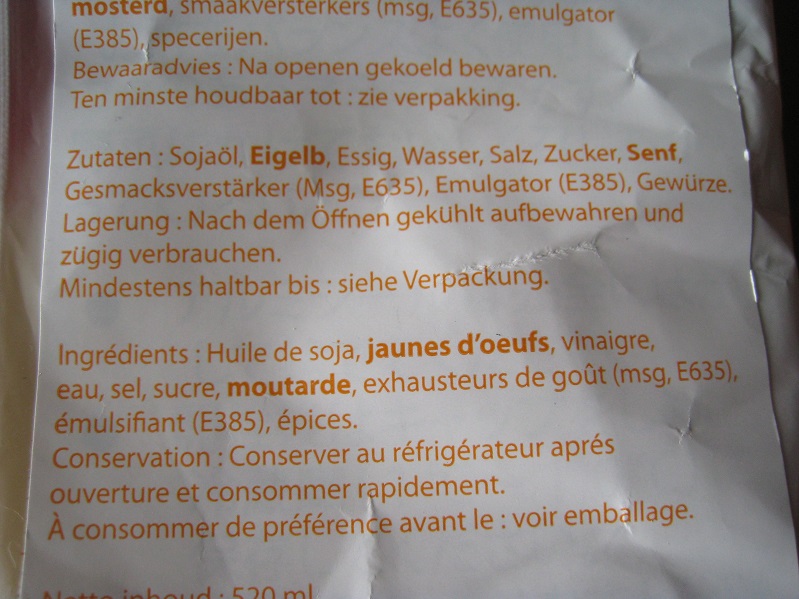 mosterd, smaakversterkers (msg, E635), emulgator
(E385), specerijen.
Bewaaradvies : Na openen gekoeld bewaren.
Ten minste houdbaar tot : zie verpakking.
Zutaten : Sojaöl, Eigelb, Essig, Wasser, Salz, Zucker, Senf,
Gesmacksverstärker (Msg, E635), Emulgator (E385), Gewürze.
Lagerung : Nach dem Öffnen gekühlt aufbewahren und
zügig verbrauchen.
Mindestens haltbar bis : siehe Verpackung.
Ingrédients : Huile de soja, jaunes d'oeufs, vinaigre,
eau, sel, sucre, moutarde, exhausteurs de goût (msg, E635),
émulsifiant (E385), épices.
Conservation : Conserver au réfrigérateur aprés
ouverture et consommer rapidement.
À consommer de préférence avant le : voir emballage.
Netto inhoud : 520 ml